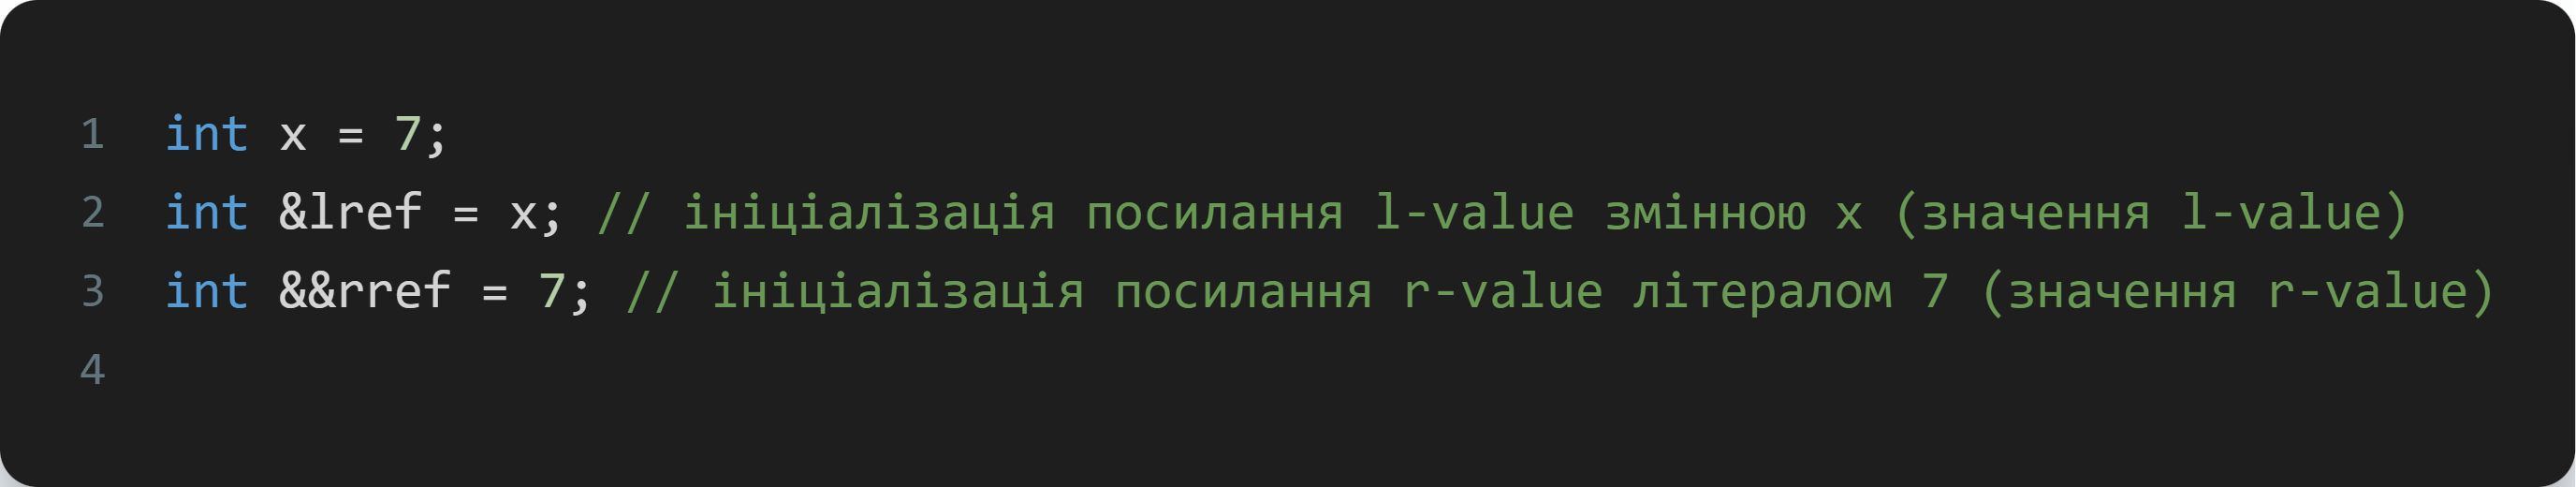 1 int x = 7;
2 int &lref = x; // ініціалізація посилання l-value змінною x (значення l-value)
3 int &&rref = 7; // ініціалізація посилання r-value літералом 7 (значення r-value)
4